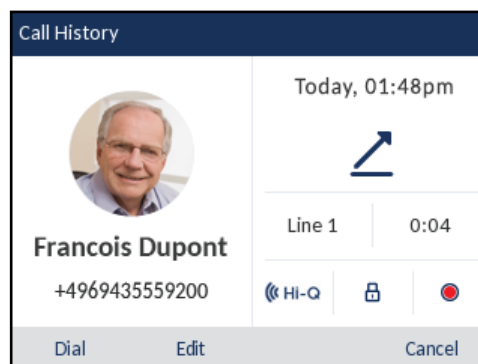 Call History
Today, 01:48pm
Francois Dupont
+4969435559200
Line 1
0:04
Hi-Q
Dial
Edit
Cancel